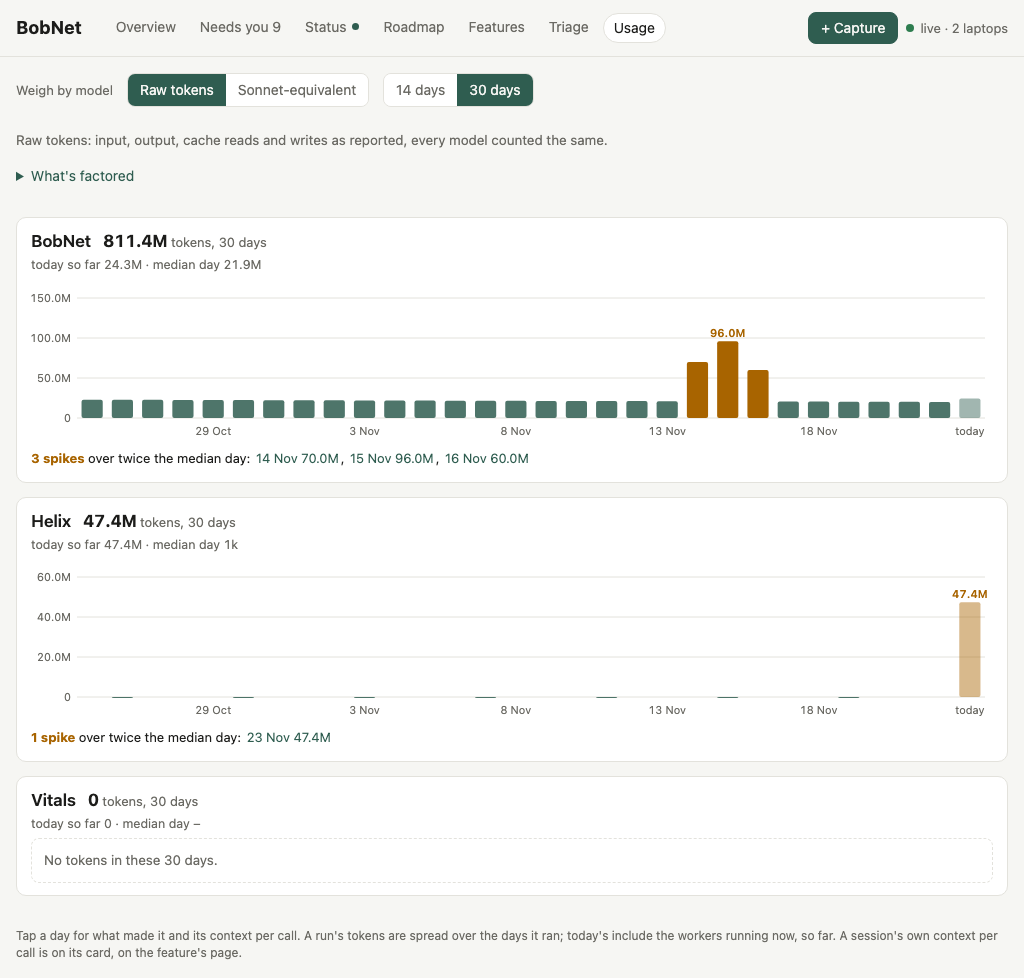 BobNet Overview Needs you 9 Status Roadmap Features Triage Usage + Capture live · 2 laptops
Weigh by model Raw tokens Sonnet-equivalent 14 days 30 days
Raw tokens: input, output, cache reads and writes as reported, every model counted the same.
What's factored
BobNet 811.4M tokens, 30 days
today so far 24.3M · median day 21.9M
150.0M
100.0M
96.0M
50.0M
0
29 Oct 3 Nov 8 Nov 13 Nov 18 Nov today
3 spikes over twice the median day: 14 Nov 70.0M, 15 Nov 96.0M, 16 Nov 60.0M
Helix 47.4M tokens, 30 days
today so far 47.4M · median day 1k
60.0M
47.4M
40.0M
20.0M
0
29 Oct 3 Nov 8 Nov 13 Nov 18 Nov today
1 spike over twice the median day: 23 Nov 47.4M
Vitals 0 tokens, 30 days
today so far 0 · median day –
No tokens in these 30 days.
Tap a day for what made it and its context per call. A run's tokens are spread over the days it ran; today's include the workers running now, so far. A session's own context per
call is on its card, on the feature's page.